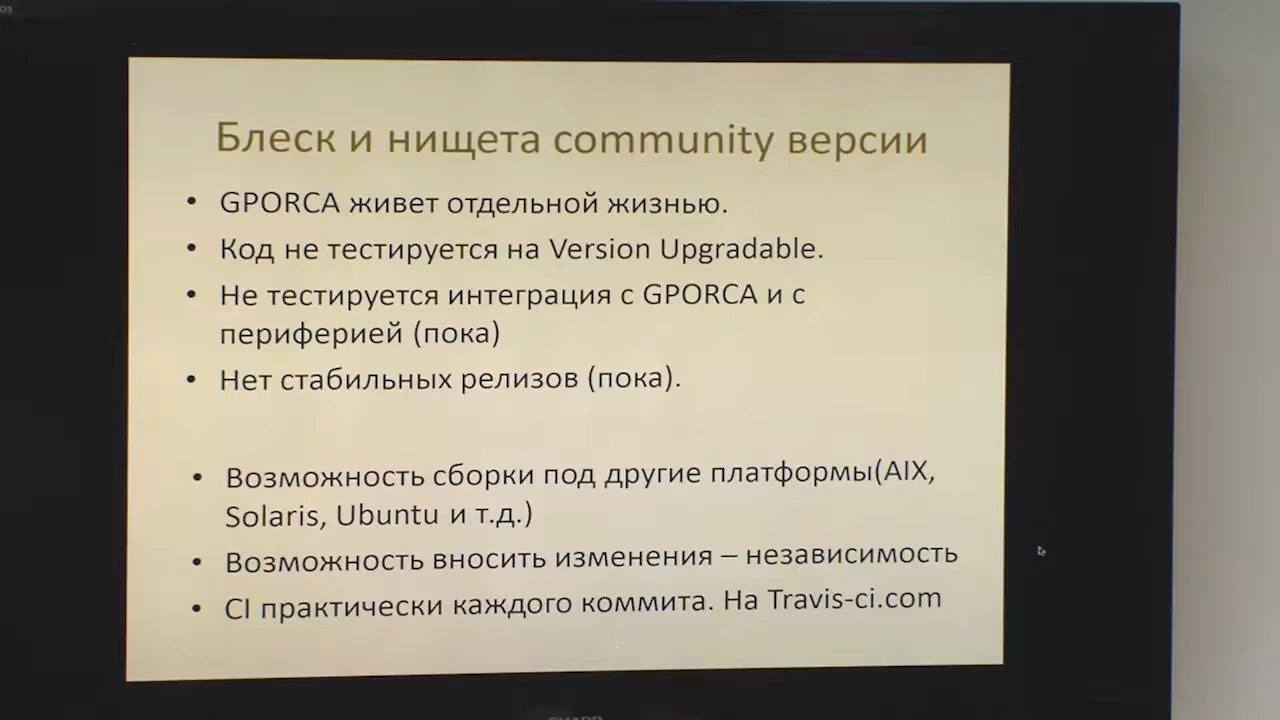 Блеск и нищета community версии
• GPORCA живет отдельной жизнью.
• Код не тестируется на Version Upgradable.
• Не тестируется интеграция с GPORCA и с
периферией (пока)
• Нет стабильных релизов (пока).
• Возможность сборки под другие платформы(AIX,
Solaris, Ubuntu и т.д.)
• Возможность вносить изменения – независимость
• CI практически каждого коммита. На Travis-ci.com